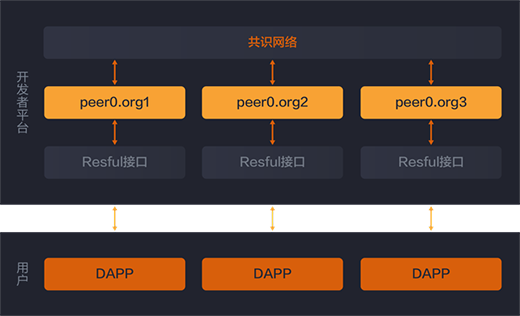 共识网络
开发者平台
peer0.org1
peer0.org2
peer0.org3
Resful接口
Resful接口
Resful接口
用户
DAPP
DAPP
DAPP